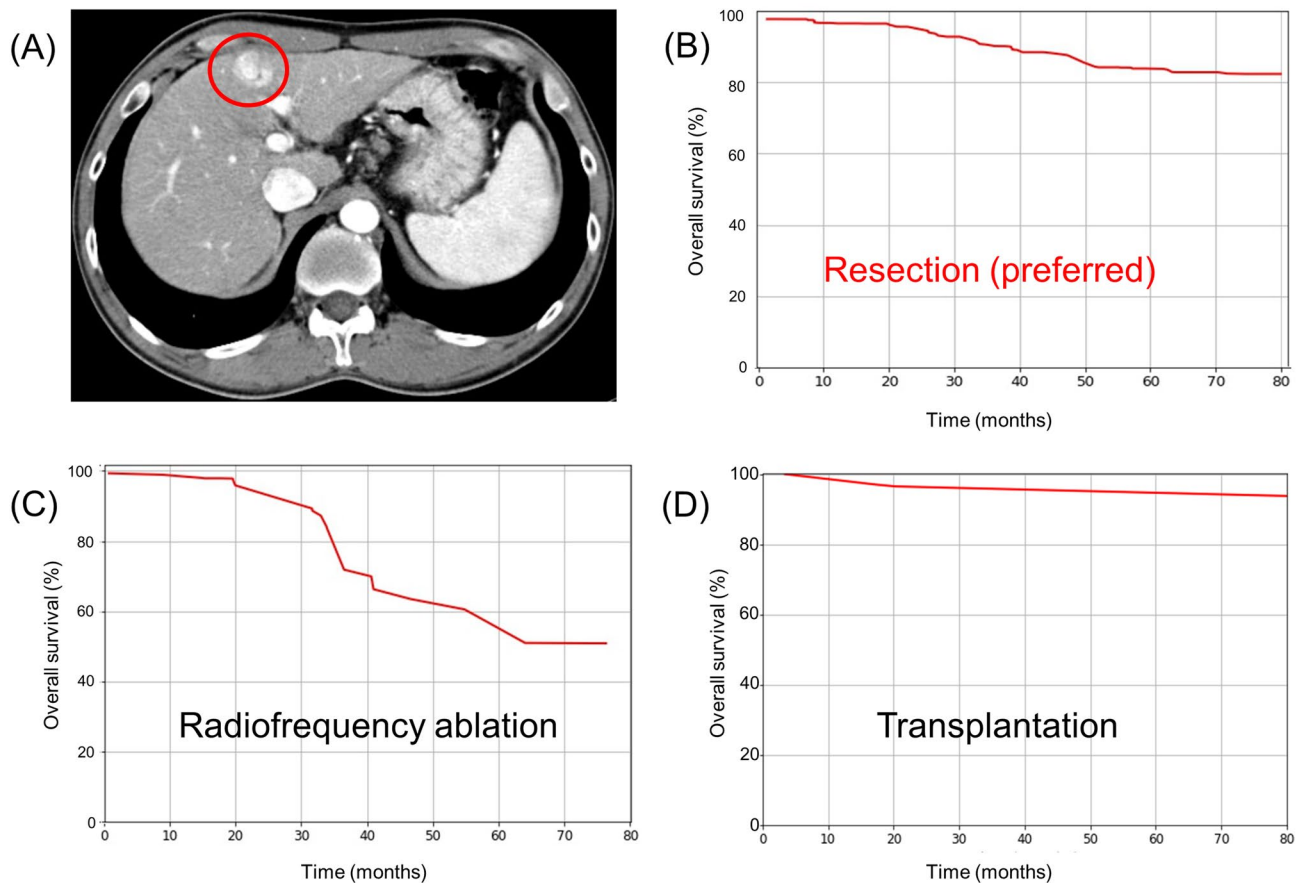 (A)
(B)
100
80
60
40
20
0
Overall survival (%)
Resection (preferred)
0 10 20 30 40 50 60 70 80
Time (months)
(C)
100
80
60
40
20
0
Overall survival (%)
Radiofrequency ablation
0 10 20 30 40 50 60 70 80
Time (months)
(D)
100
80
60
40
20
0
Overall survival (%)
Transplantation
0 10 20 30 40 50 60 70 80
Time (months)